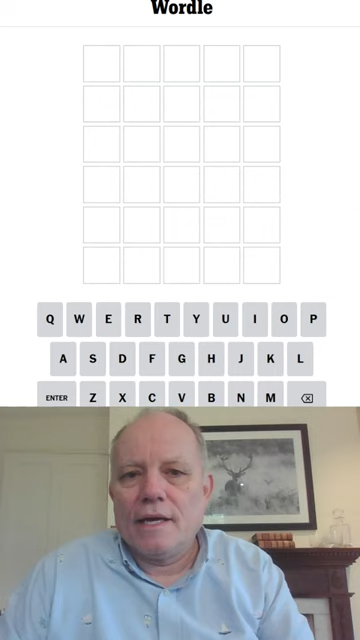 Wordle
Q W E R T Y U I O P
A S D F G H J K L
ENTER Z X C V B N M